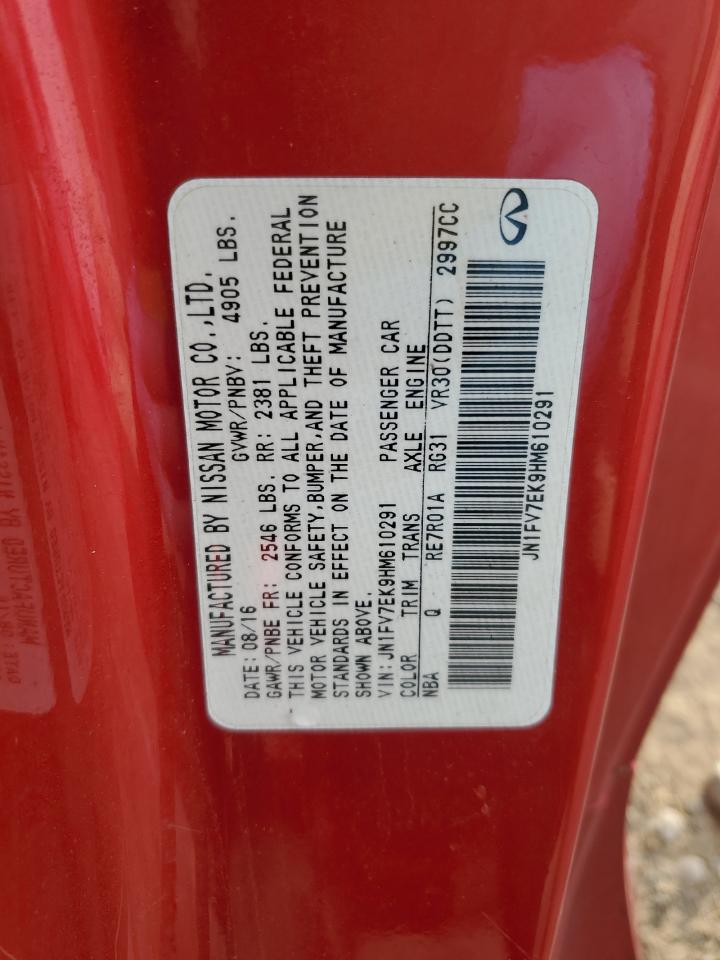 MANUFACTURED BY NISSAN MOTOR CO.,LTD.
DATE: 08/16 GVWR/PNBV: 4905 LBS.
GAWR/PNBE FR: 2546 LBS. RR: 2381 LBS.
THIS VEHICLE CONFORMS TO ALL APPLICABLE FEDERAL
MOTOR VEHICLE SAFETY,BUMPER,AND THEFT PREVENTION
STANDARDS IN EFFECT ON THE DATE OF MANUFACTURE
SHOWN ABOVE.
VIN: JN1FV7EK9HM610291 PASSENGER CAR
COLOR TRIM TRANS AXLE ENGINE
NBA Q RE7R01A RG31 VR30(DDTT) 2997CC
JN1FV7EK9HM610291